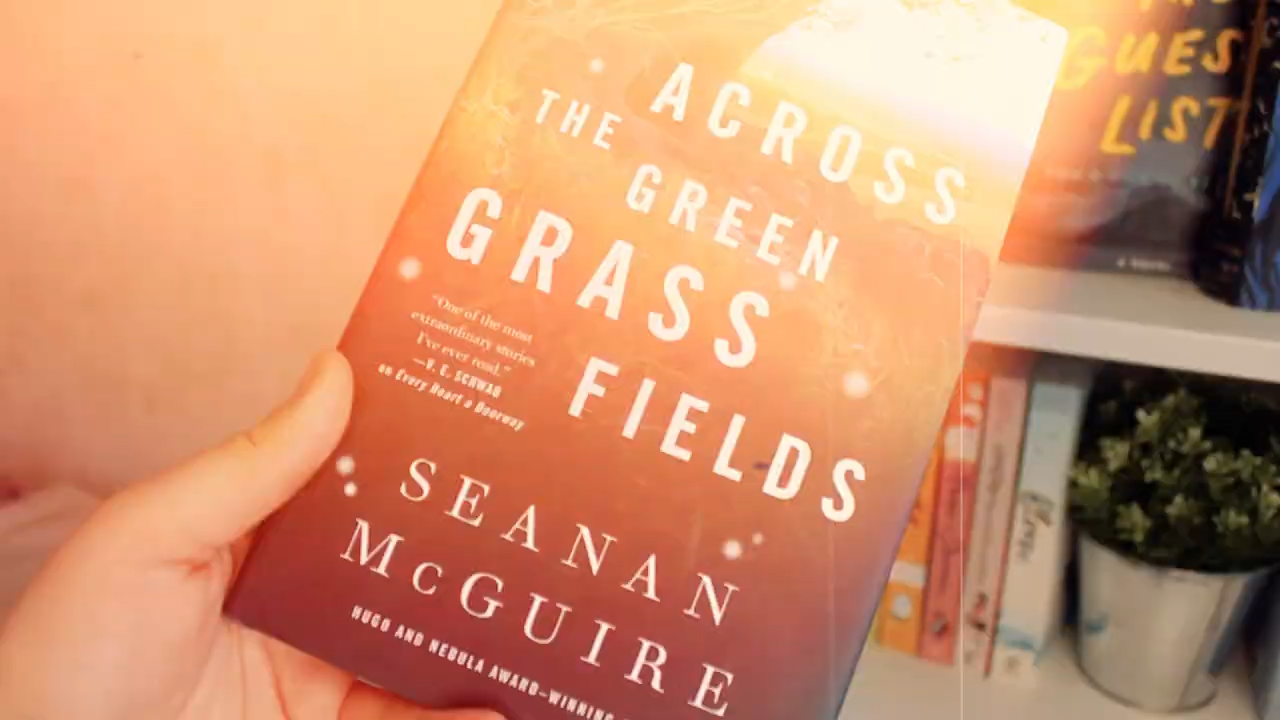 ACROSS
THE
GREEN
GRASS
FIELDS
"One of the most
extraordinary stories
I've ever read."
—V. E. SCHWAB
on Every Heart a Doorway
SEANAN
McGUIRE
HUGO AND NEBULA AWARD–WINNING
GUEST
LIST